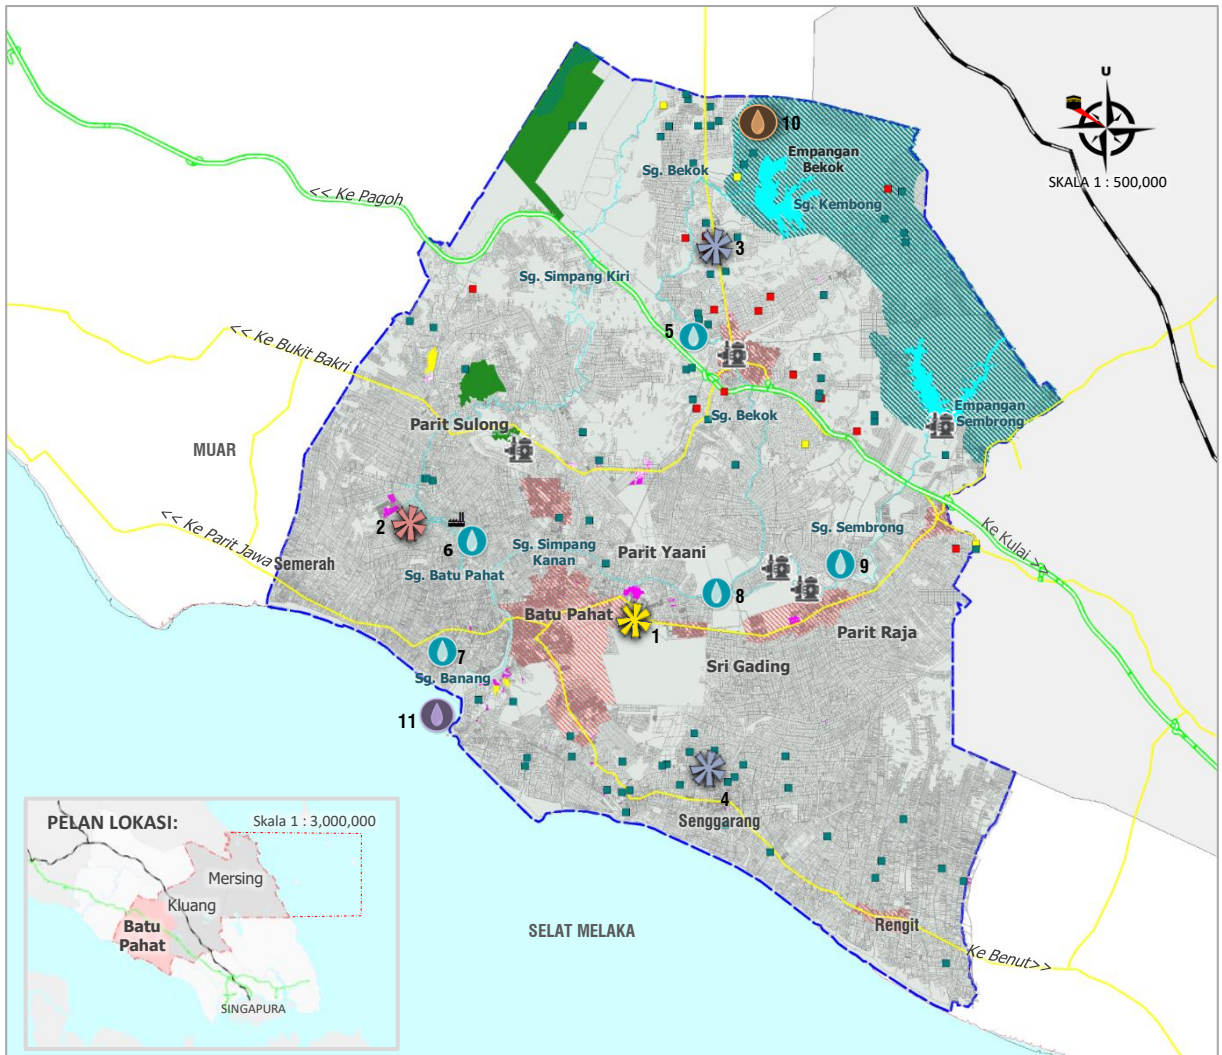 U
SKALA 1 : 500,000
10
Empangan
Bekok
Sg. Bekok
Sg. Kembong
<< Ke Pagoh
3
Sg. Simpang Kiri
5
<< Ke Bukit Bakri
Sg. Bekok
Empangan
Sembrong
Parit Sulong
MUAR
<< Ke Parit Jawa
2
6
Sg. Simpang
Kanan
Sg. Sembrong
Ke Kulai >>
Parit Yaani
Semerah
Sg. Batu Pahat
9
8
Batu Pahat
1
Parit Raja
7
Sri Gading
Sg. Banang
11
4
Senggarang
PELAN LOKASI:
Skala 1 : 3,000,000
Mersing
Kluang
Batu
Pahat
SINGAPURA
SELAT MELAKA
Rengit
Ke Benut>>